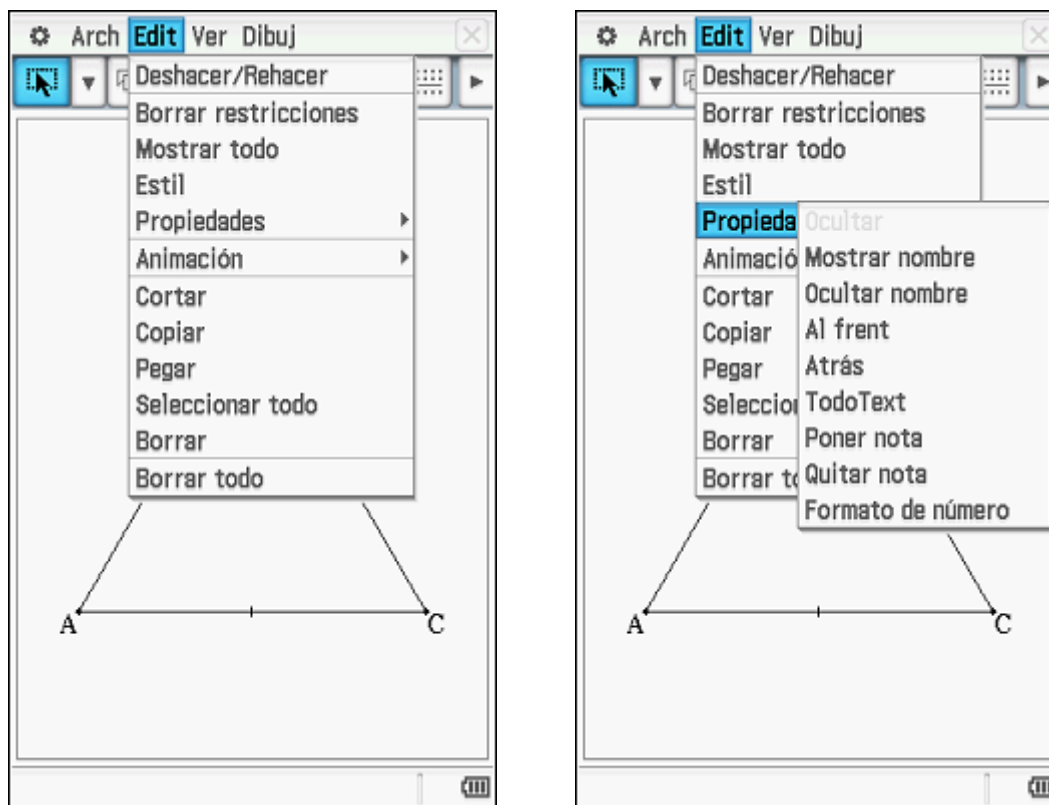 Arch Edit Ver Dibuj
Deshacer/Rehacer
Borrar restricciones
Mostrar todo
Estil
Propiedades
Animación
Cortar
Copiar
Pegar
Seleccionar todo
Borrar
Borrar todo
A C
Arch Edit Ver Dibuj
Deshacer/Rehacer
Borrar restricciones
Mostrar todo
Estil
Propieda
Animació
Cortar
Copiar
Pegar
Seleccion
Borrar
Borrar to
Ocultar
Mostrar nombre
Ocultar nombre
Al frent
Atrás
TodoText
Poner nota
Quitar nota
Formato de número
A C